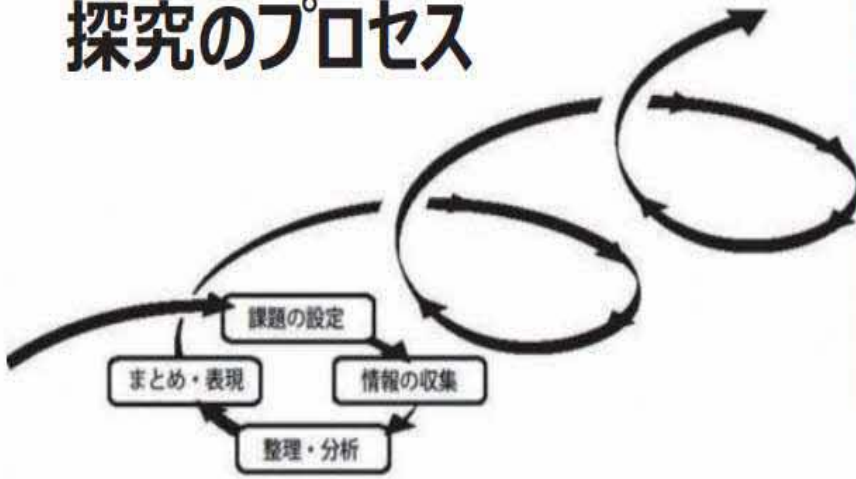 探究のプロセス
課題の設定
情報の収集
整理・分析
まとめ・表現